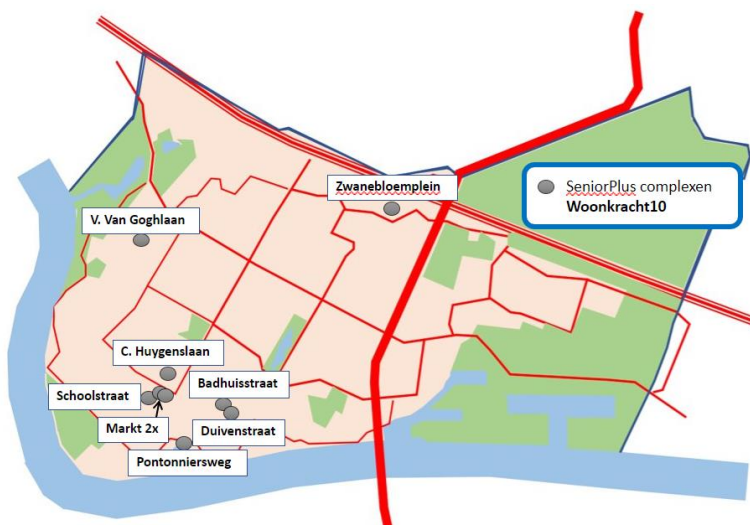 Zwanebloemplein
SeniorPlus complexen
Woonkracht10
V. Van Goghlaan
C. Huygenslaan
Badhuisstraat
Schoolstraat
Markt 2x
Duivenstraat
Pontonniersweg